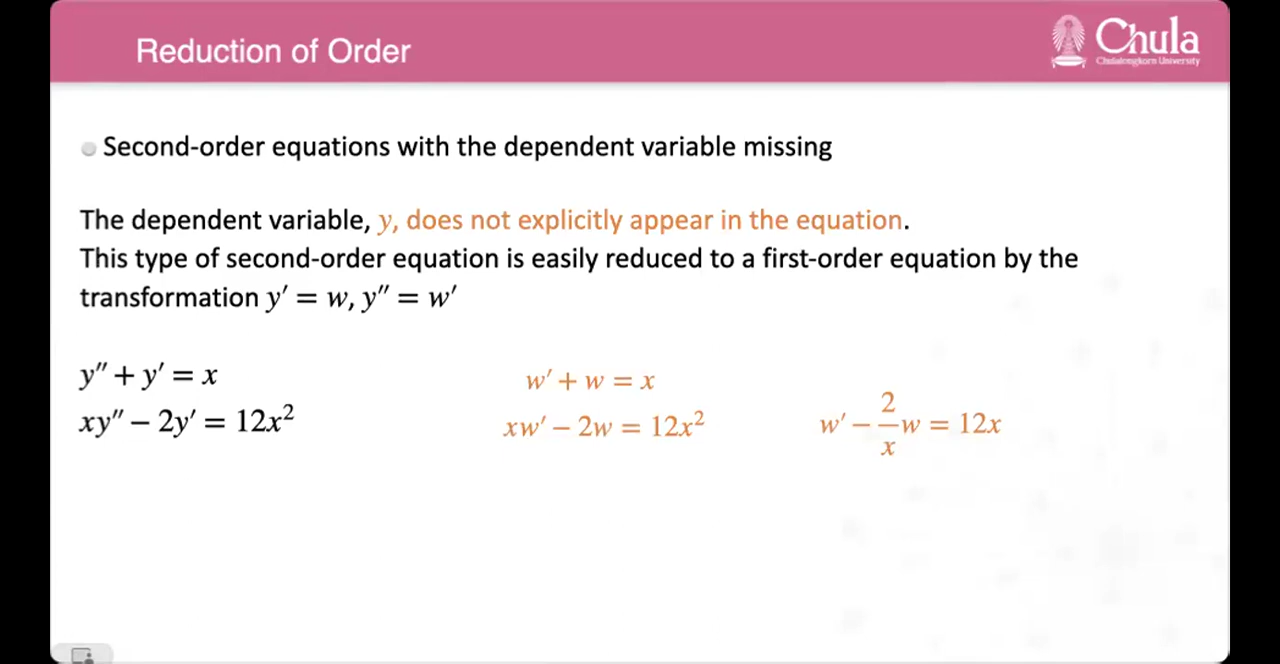 Reduction of Order
Chula
Chulalongkorn University
Second-order equations with the dependent variable missing
The dependent variable, y, does not explicitly appear in the equation.
This type of second-order equation is easily reduced to a first-order equation by the
transformation y′ = w, y″ = w′
y″ + y′ = x
w′ + w = x
xy″ − 2y′ = 12x²
xw′ − 2w = 12x²
w′ − 2/x w = 12x